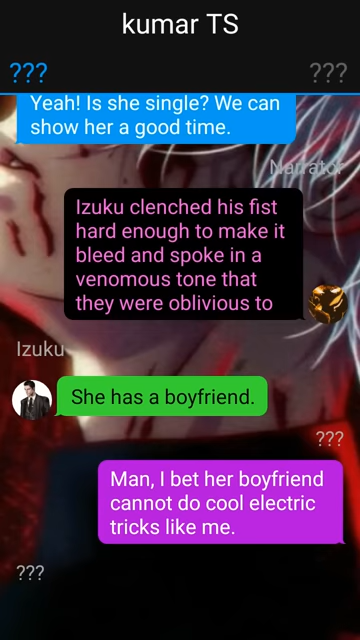 kumar TS
??? ???
Yeah! Is she single? We can
show her a good time.
Narrator
Izuku clenched his fist
hard enough to make it
bleed and spoke in a
venomous tone that
they were oblivious to
Izuku
She has a boyfriend.
???
Man, I bet her boyfriend
cannot do cool electric
tricks like me.
???